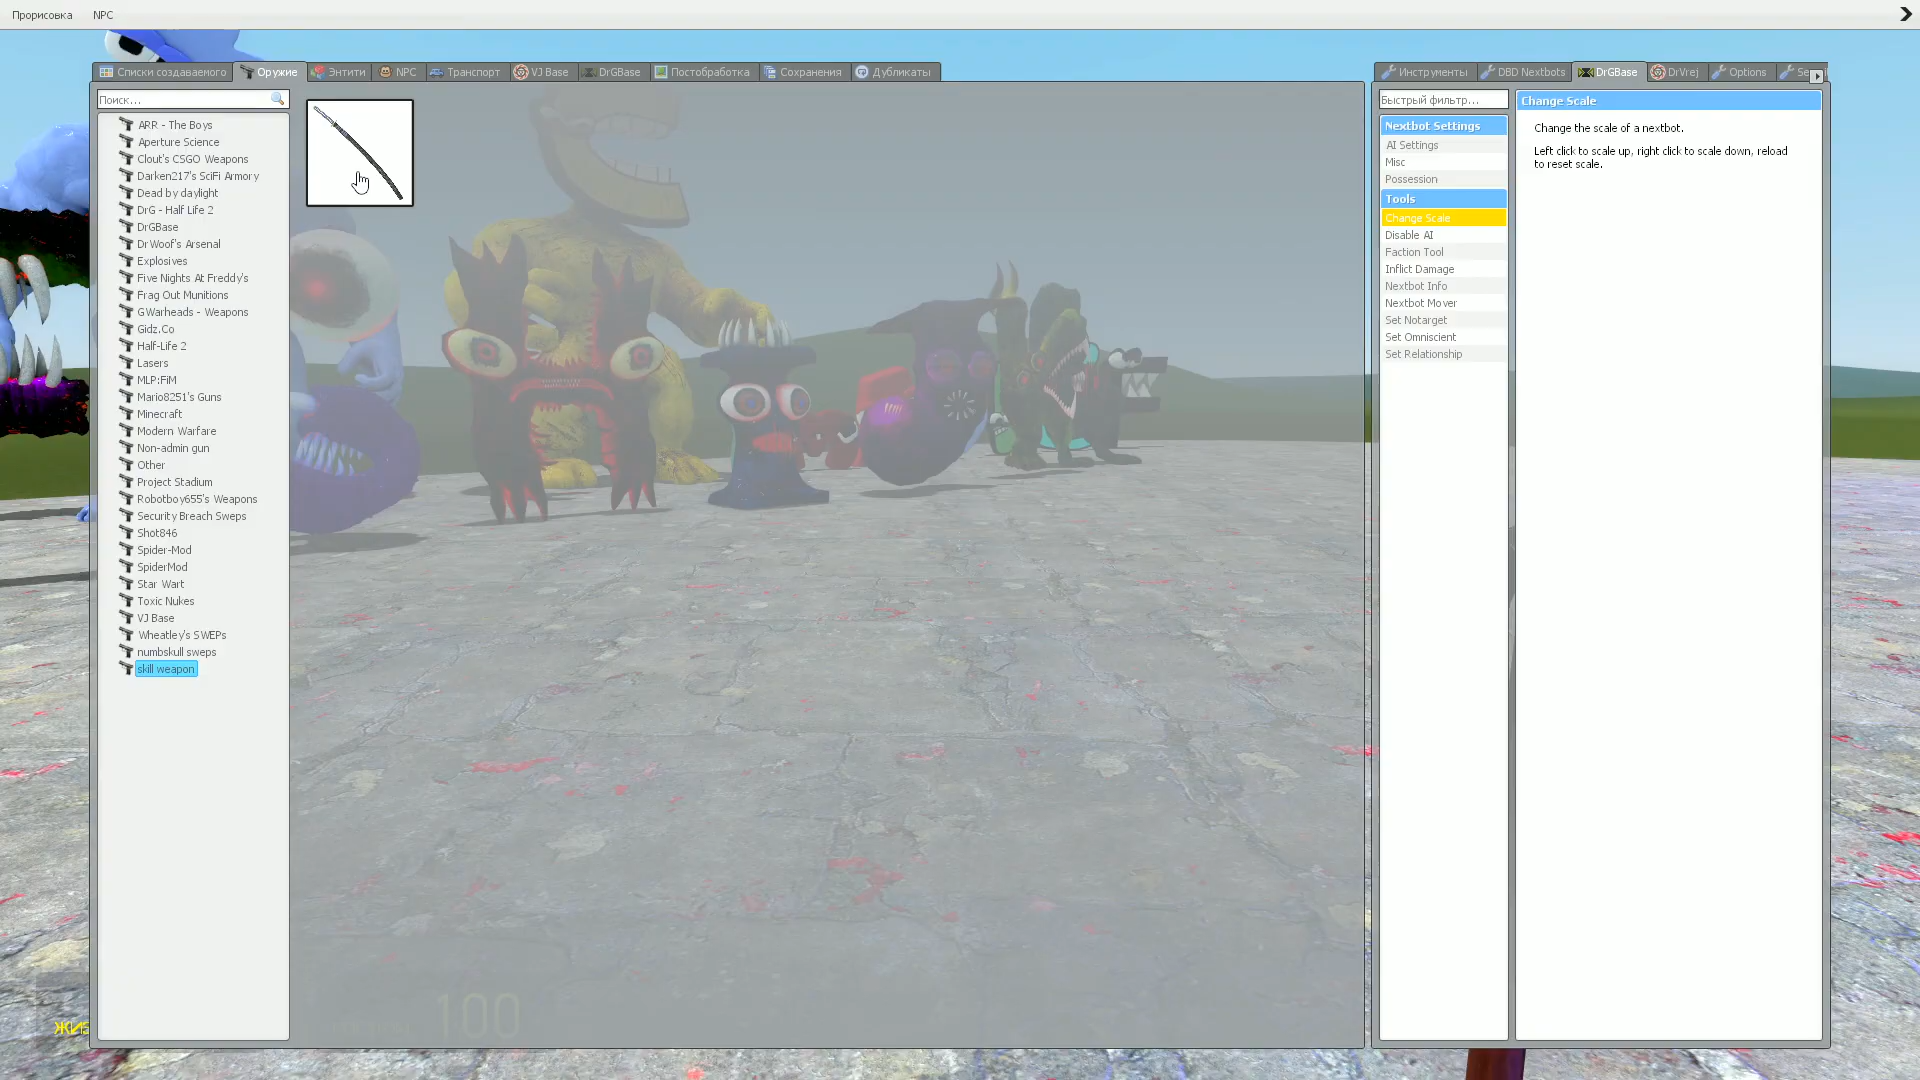 Прорисовка NPC
Списки создаваемого Оружие Энтити NPC Транспорт VJ Base DrGBase Постобработка Сохранения Дубликаты
Поиск...
ARR - The Boys
Aperture Science
Clout's CSGO Weapons
Darken217's SciFi Armory
Dead by daylight
DrG - Half Life 2
DrGBase
DrWoof's Arsenal
Explosives
Five Nights At Freddy's
Frag Out Munitions
GWarheads - Weapons
Gidz.Co
Half-Life 2
Lasers
MLP:FiM
Mario8251's Guns
Minecraft
Modern Warfare
Non-admin gun
Other
Project Stadium
Robotboy655's Weapons
Security Breach Sweps
Shot846
Spider-Mod
SpiderMod
Star Wart
Toxic Nukes
VJ Base
Wheatley's SWEPs
numbskull sweps
skill weapon
100
Инструменты DBD Nextbots DrGBase DrVrej Options
Быстрый фильтр...
Nextbot Settings
AI Settings
Misc
Possession
Tools
Change Scale
Disable AI
Faction Tool
Inflict Damage
Nextbot Info
Nextbot Mover
Set Notarget
Set Omniscient
Set Relationship
Change Scale
Change the scale of a nextbot.
Left click to scale up, right click to scale down, reload
to reset scale.